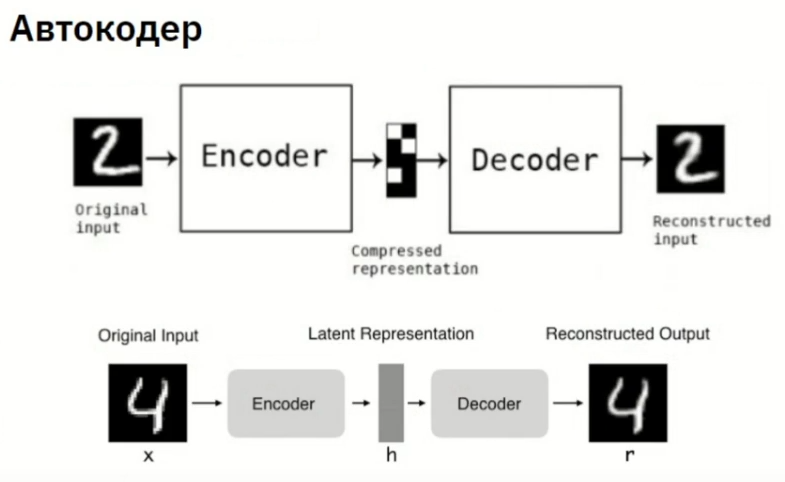 Автокодер
2
Encoder
Decoder
2
Original
input
Compressed
representation
Reconstructed
input
Original Input
Latent Representation
Reconstructed Output
4
Encoder
Decoder
4
x
h
r